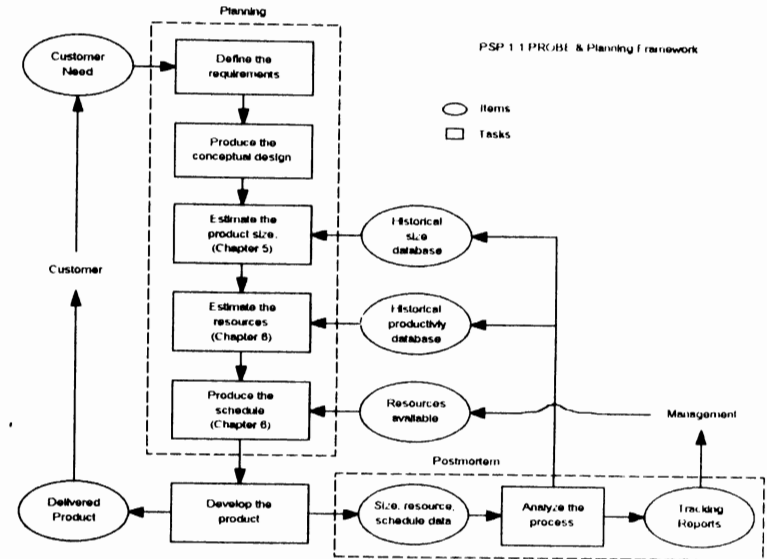 Planning
PSP 1.1 PROBE & Planning Framework
Customer
Need
Define the
requirements
Items
Tasks
Produce the
conceptual design
Estimate the
product size.
(Chapter 5)
Historical
size
database
Customer
Estimate the
resources
(Chapter 6)
Historical
productivly
database
Produce the
schedule
(Chapter 6)
Resources
available
Management
Postmortem
Delivered
Product
Develop the
product
Size, resource,
schedule data
Analyze the
process
Tracking
Reports